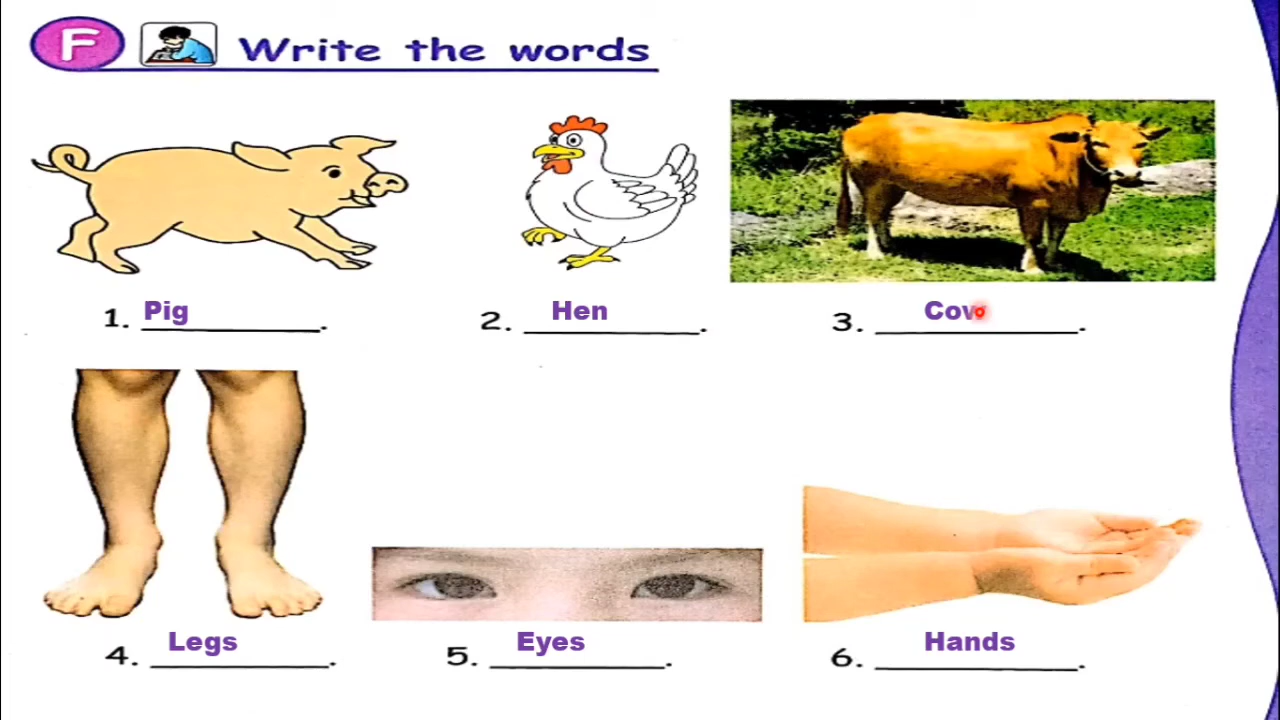 F Write the words
1. Pig. 2. Hen. 3. Cow.
4. Legs. 5. Eyes. 6. Hands.